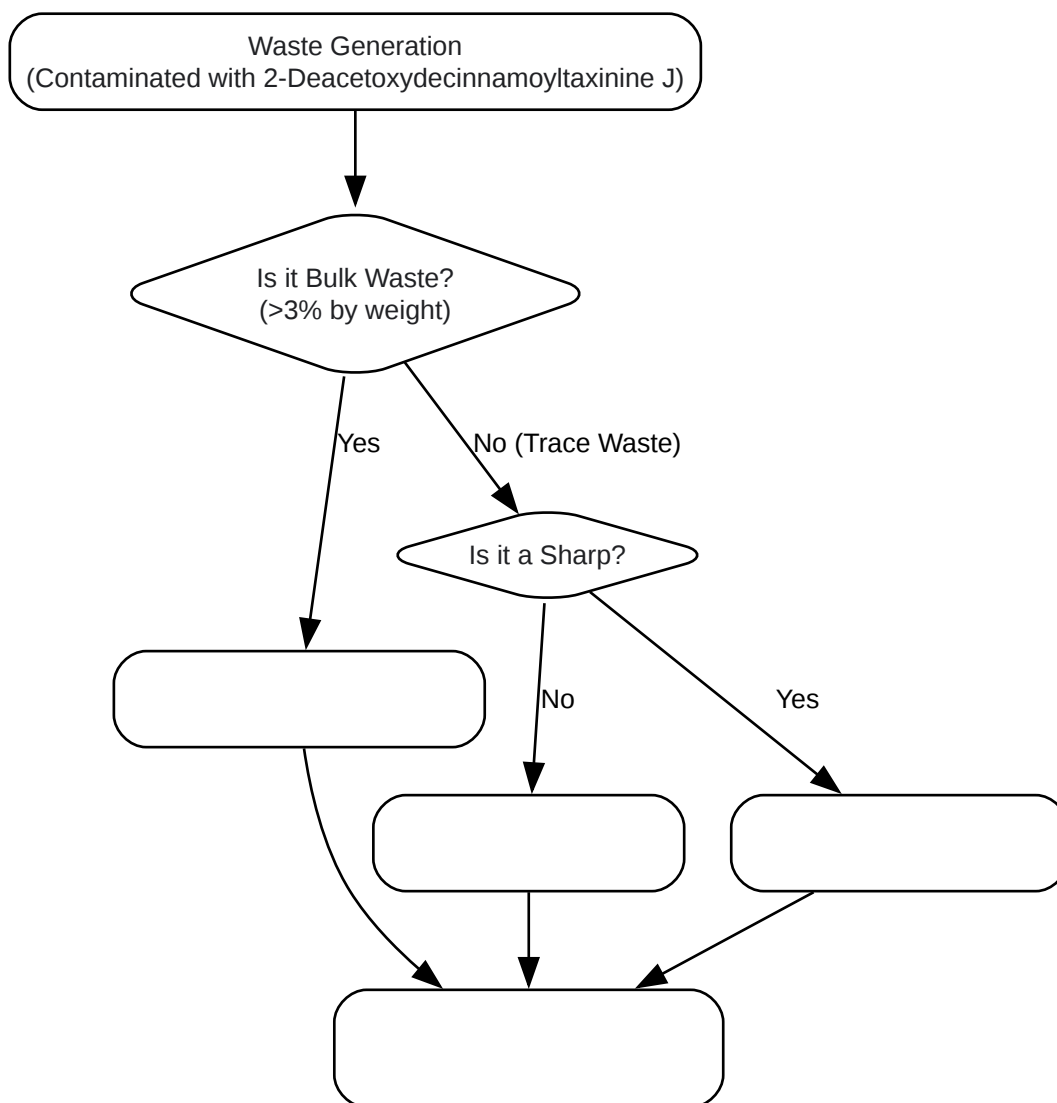 Waste Generation
(Contaminated with 2-Deacetoxydecinnamoyltaxinine J)
Is it Bulk Waste?
(>3% by weight)
Yes
No (Trace Waste)
Is it a Sharp?
No
Yes